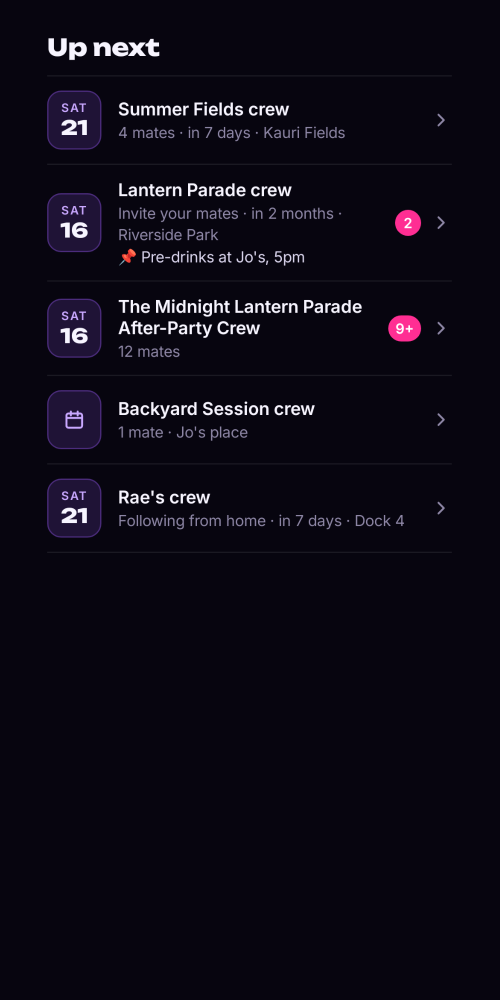 Up next
SAT
21
Summer Fields crew
4 mates · in 7 days · Kauri Fields
SAT
16
Lantern Parade crew
Invite your mates · in 2 months ·
Riverside Park
📌 Pre-drinks at Jo's, 5pm
2
SAT
16
The Midnight Lantern Parade
After-Party Crew
12 mates
9+
Backyard Session crew
1 mate · Jo's place
SAT
21
Rae's crew
Following from home · in 7 days · Dock 4